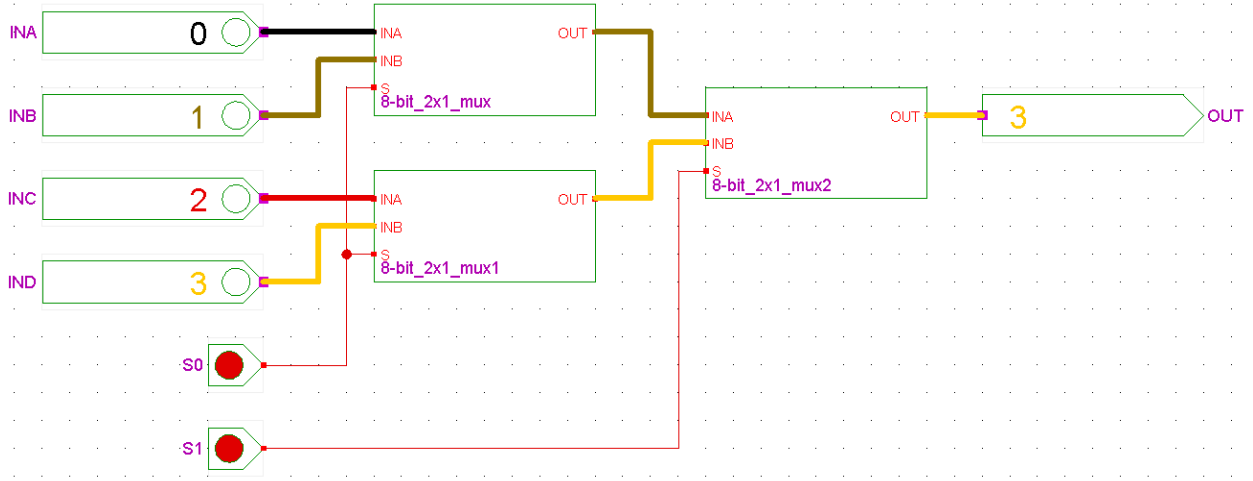 INA 0 INA OUT
INB
S
8-bit_2x1_mux
INB 1
INA OUT 3 OUT
INB
S
8-bit_2x1_mux2
INC 2 INA OUT
INB
S
8-bit_2x1_mux1
IND 3
S0
S1